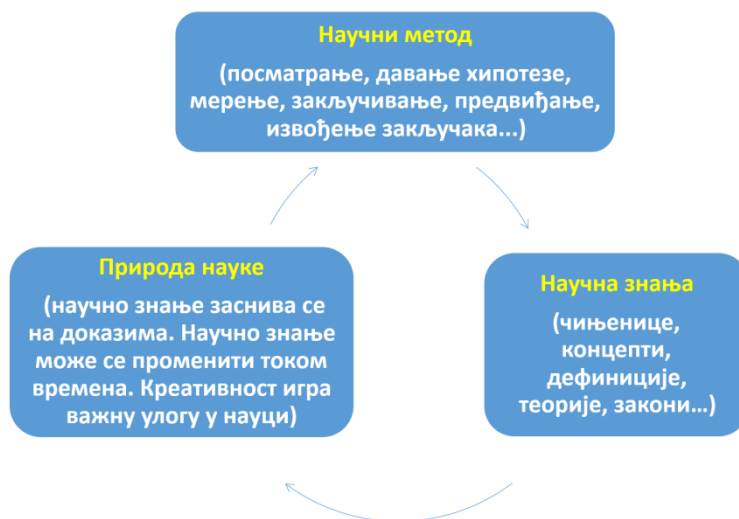 Научни метод
(посматрање, давање хипотезе,
мерење, закључивање, предвиђање,
извођење закључака...)
Природа науке
(научно знање заснива се
на доказима. Научно знање
може се променити током
времена. Креативност игра
важну улогу у науци)
Научна знања
(чињенице,
концепти,
дефиниције,
теорије, закони...)